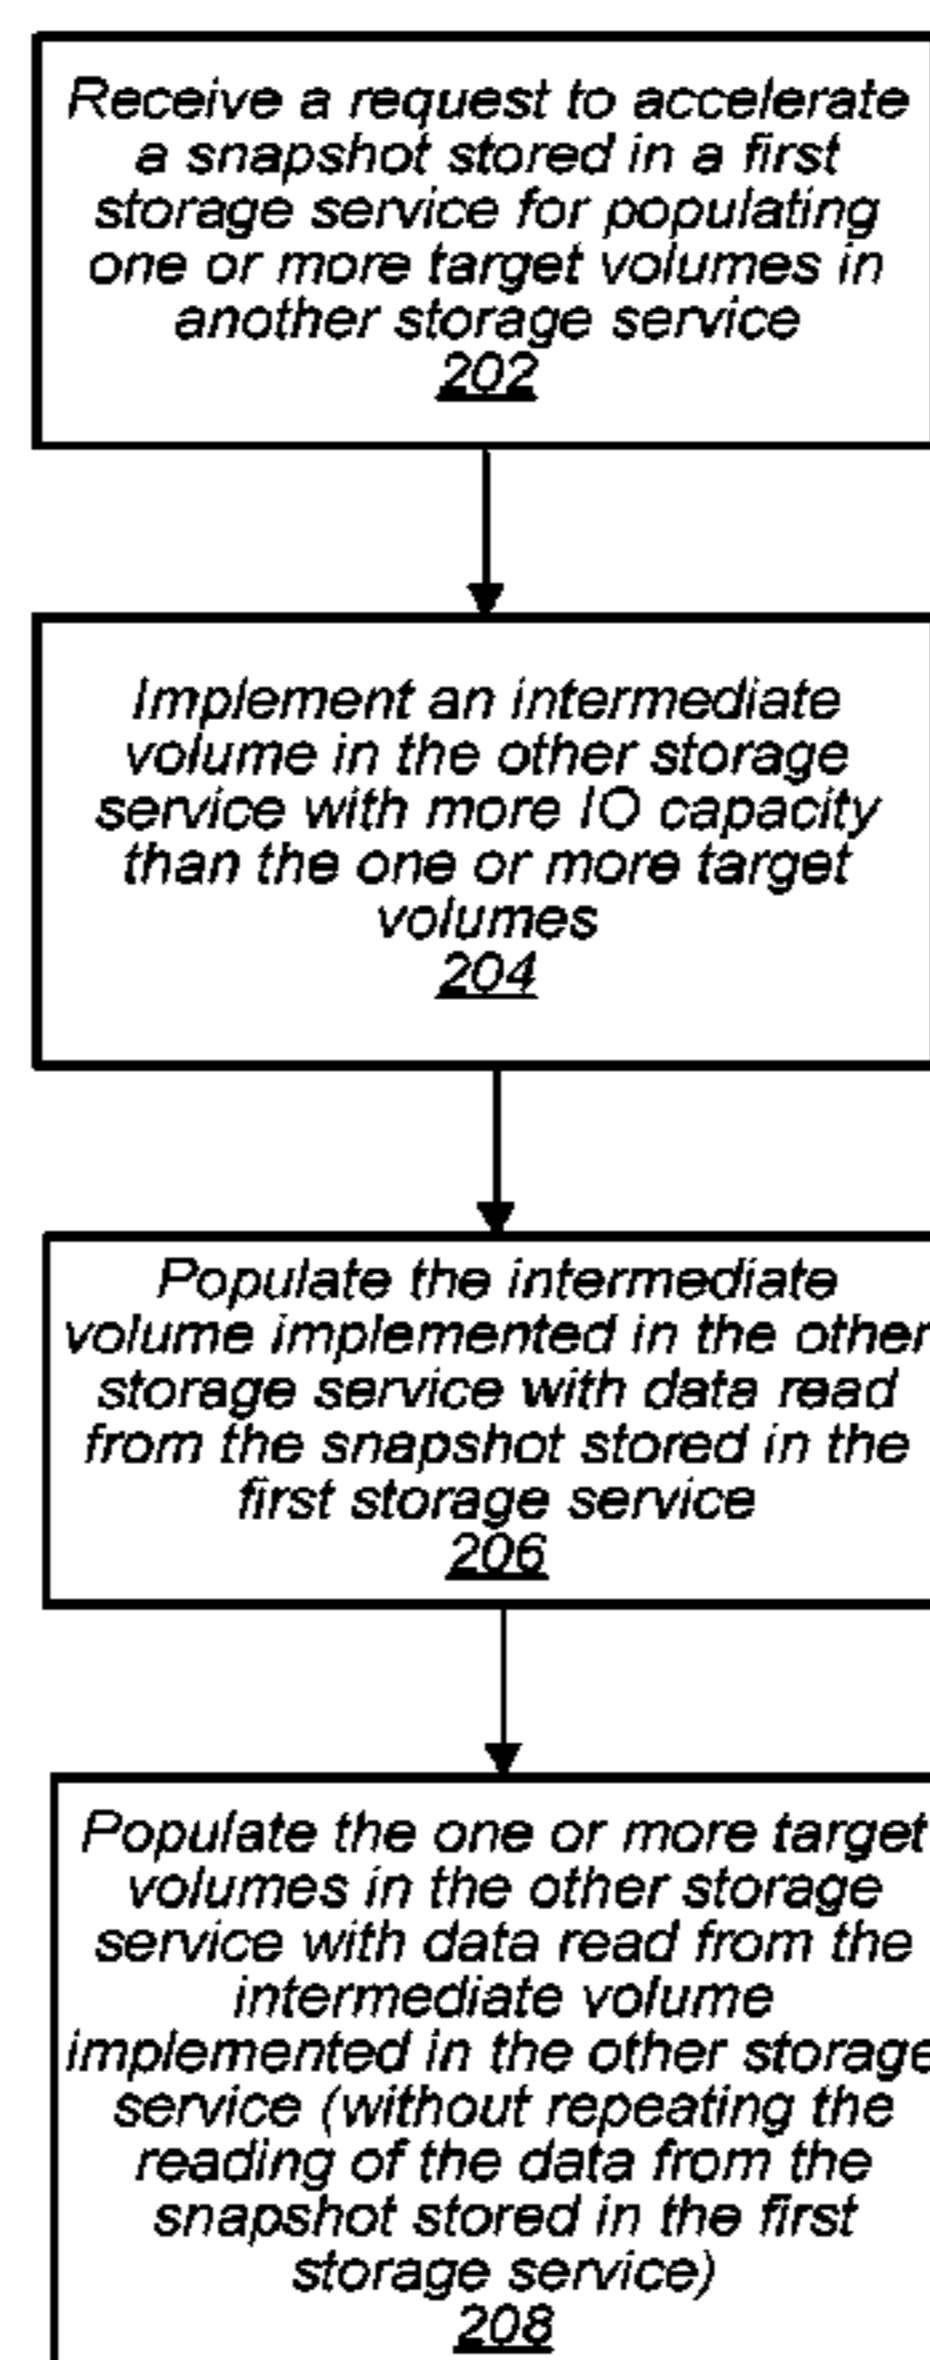 Receive a request to accelerate
a snapshot stored in a first
storage service for populating
one or more target volumes in
another storage service
202
Implement an intermediate
volume in the other storage
service with more IO capacity
than the one or more target
volumes
204
Populate the intermediate
volume implemented in the other
storage service with data read
from the snapshot stored in the
first storage service
206
Populate the one or more target
volumes in the other storage
service with data read from the
intermediate volume
implemented in the other storage
service (without repeating the
reading of the data from the
snapshot stored in the first
storage service)
208